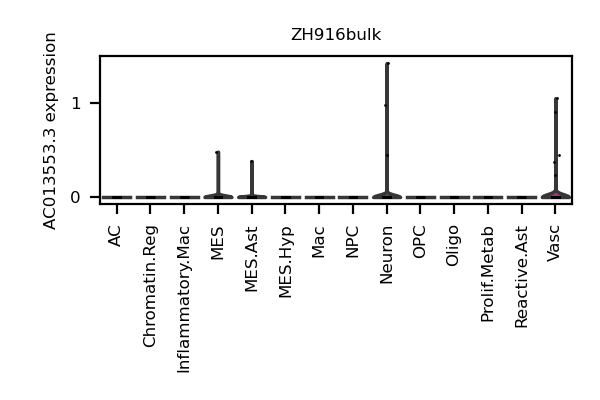 ZH916bulk
AC013553.3 expression
1
0
AC
Chromatin.Reg
Inflammatory.Mac
MES
MES.Ast
MES.Hyp
Mac
NPC
Neuron
OPC
Oligo
Prolif.Metab
Reactive.Ast
Vasc